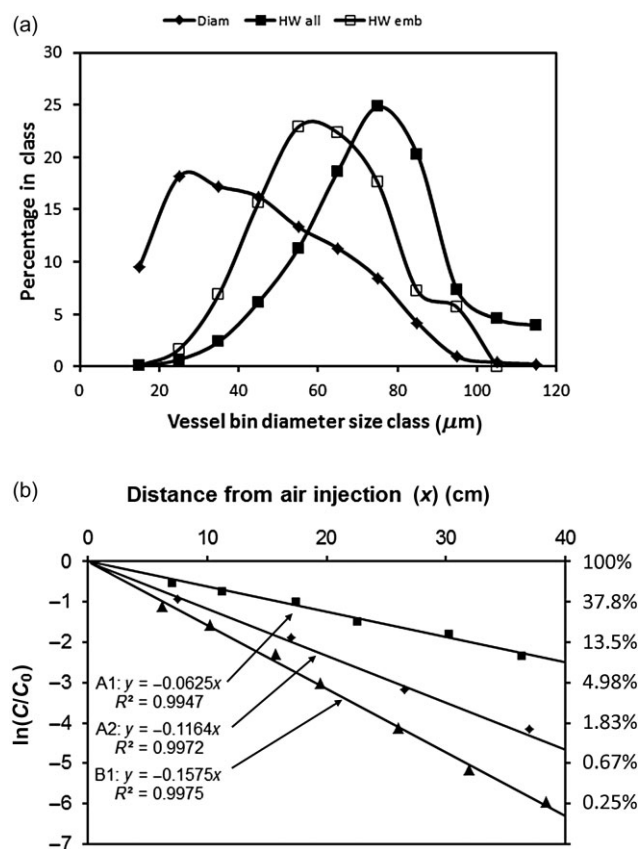 (a)
Diam HW all HW emb
30
25
20
15
10
5
0
Percentage in class
0 20 40 60 80 100 120
Vessel bin diameter size class (μm)
(b)
Distance from air injection (x) (cm)
0 10 20 30 40
0 100%
−1 37.8%
−2 13.5%
−3 4.98%
−4 1.83%
−5 0.67%
−6 0.25%
−7
ln(C/C₀)
A1: y = −0.0625x
R² = 0.9947
A2: y = −0.1164x
R² = 0.9972
B1: y = −0.1575x
R² = 0.9975